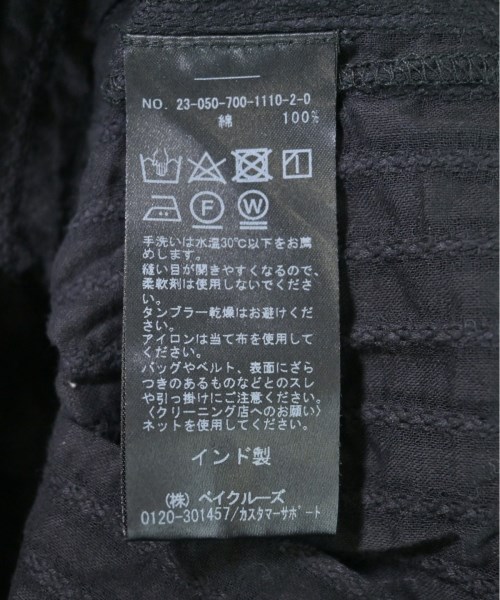 NO. 23-050-700-1110-2-0
綿 100%
F W
手洗いは水温30℃以下をお薦
めします。
縫い目が開きやすくなるので、
柔軟剤は使用しないでくださ
い。
タンブラー乾燥はお避けくだ
さい。
アイロンは当て布を使用して
ください。
バッグやベルト、表面にざら
つきのあるものなどとのスレ
や引っ掛けにご注意ください。
〈クリーニング店へのお願い〉
ネットを使用してください。
インド製
(株) ベイクルーズ
0120-301457/カスタマーサポート